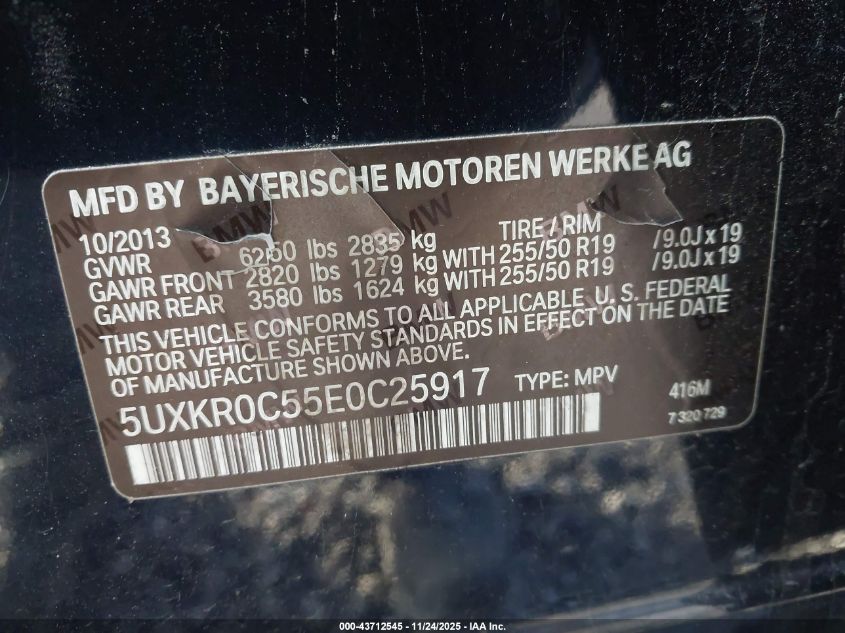 MFD BY BAYERISCHE MOTOREN WERKE AG
10/2013 TIRE / RIM
GVWR 6250 lbs 2835 kg
GAWR FRONT 2820 lbs 1279 kg WITH 255/50 R19 /9.0J x 19
GAWR REAR 3580 lbs 1624 kg WITH 255/50 R19 /9.0J x 19
THIS VEHICLE CONFORMS TO ALL APPLICABLE U. S. FEDERAL
MOTOR VEHICLE SAFETY STANDARDS IN EFFECT ON THE DATE
OF MANUFACTURE SHOWN ABOVE.
5UXKR0C55E0C25917 TYPE: MPV 416M
7 320 729
000-43712545 - 11/24/2025 - IAA Inc.